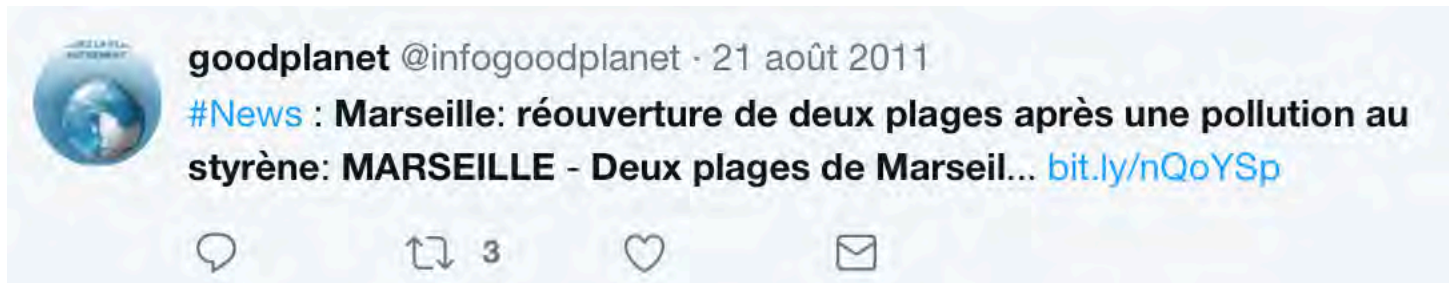 goodplanet @infogoodplanet · 21 août 2011
#News : Marseille: réouverture de deux plages après une pollution au
styrène: MARSEILLE - Deux plages de Marseil... bit.ly/nQoYSp
3